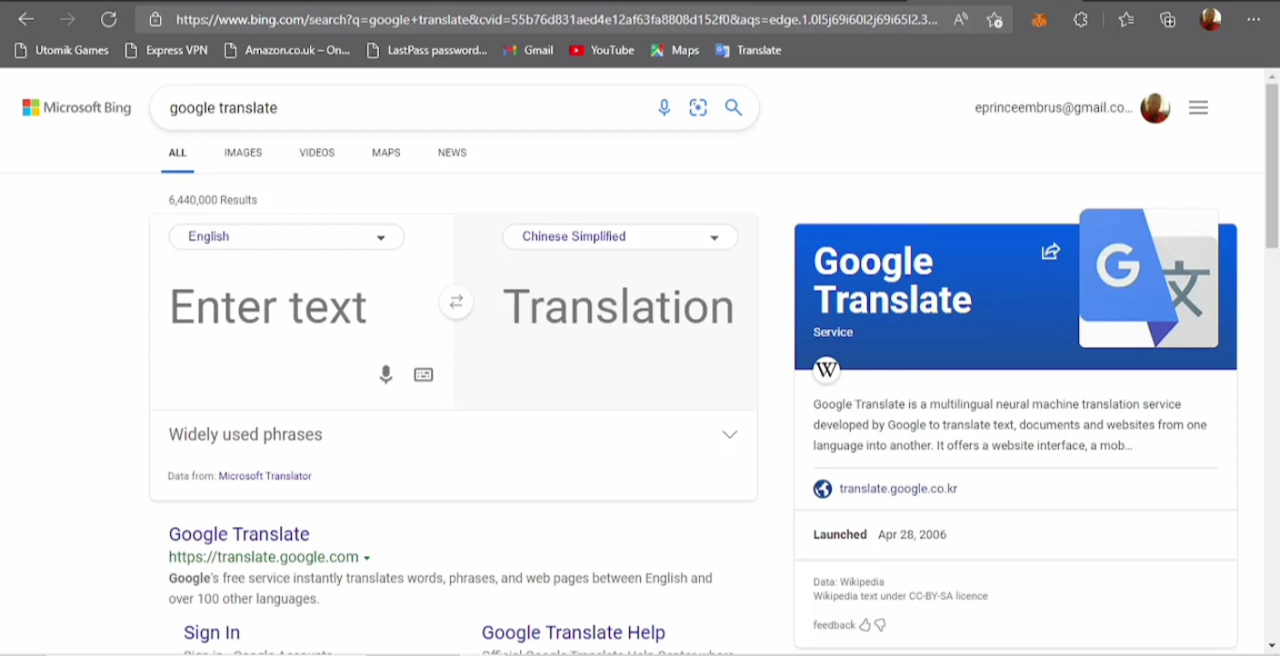 https://www.bing.com/search?q=google+translate&cvid=55b76d831aed4e12af63fa8808d152f0&aqs=edge.1.0l5j69i60l2j69i65l2.3...
Utomik Games Express VPN Amazon.co.uk – On... LastPass password... Gmail YouTube Maps Translate
Microsoft Bing
google translate
eprinceembrus@gmail.co...
ALL IMAGES VIDEOS MAPS NEWS
6,440,000 Results
English
Chinese Simplified
Enter text
Translation
Widely used phrases
Data from: Microsoft Translator
Google Translate
https://translate.google.com
Google's free service instantly translates words, phrases, and web pages between English and
over 100 other languages.
Sign In
Google Translate Help
Google
Translate
Service
G
文
W
Google Translate is a multilingual neural machine translation service
developed by Google to translate text, documents and websites from one
language into another. It offers a website interface, a mob...
translate.google.co.kr
Launched Apr 28, 2006
Data: Wikipedia
Wikipedia text under CC-BY-SA licence
feedback